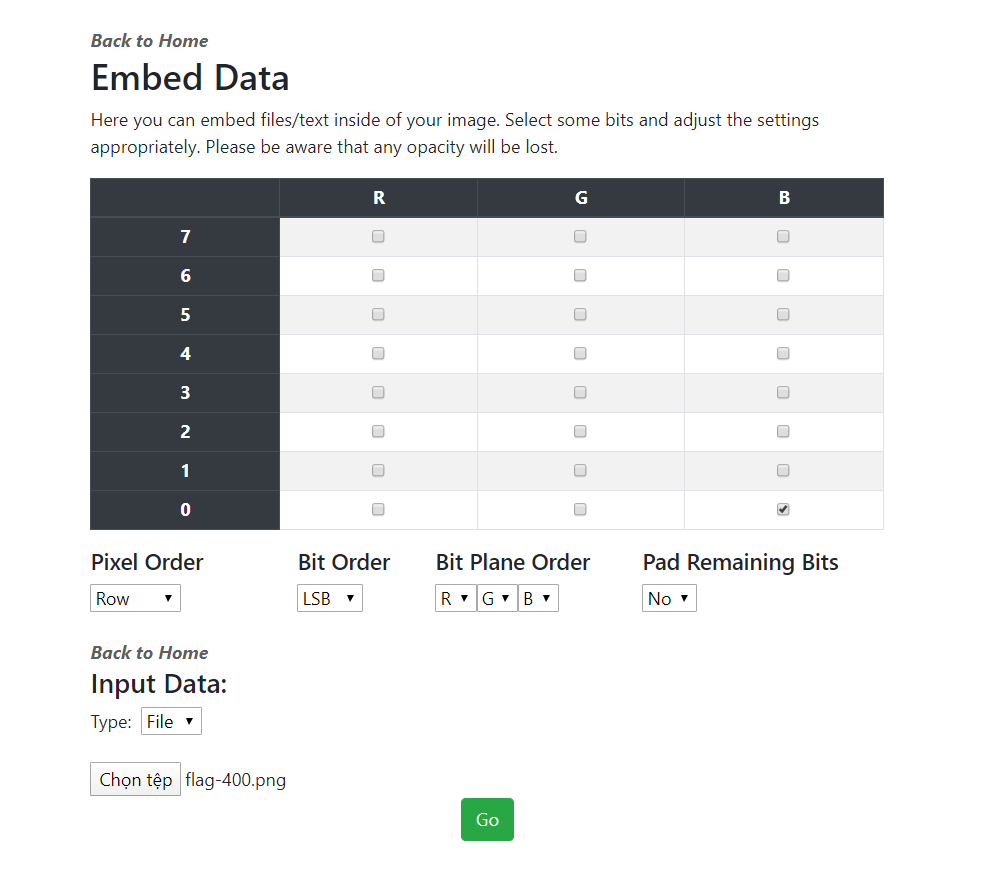 Back to Home
Embed Data
Here you can embed files/text inside of your image. Select some bits and adjust the settings
appropriately. Please be aware that any opacity will be lost.
R G B
7
6
5
4
3
2
1
0
Pixel Order Bit Order Bit Plane Order Pad Remaining Bits
Row LSB R G B No
Back to Home
Input Data:
Type: File
Chọn tệp flag-400.png
Go